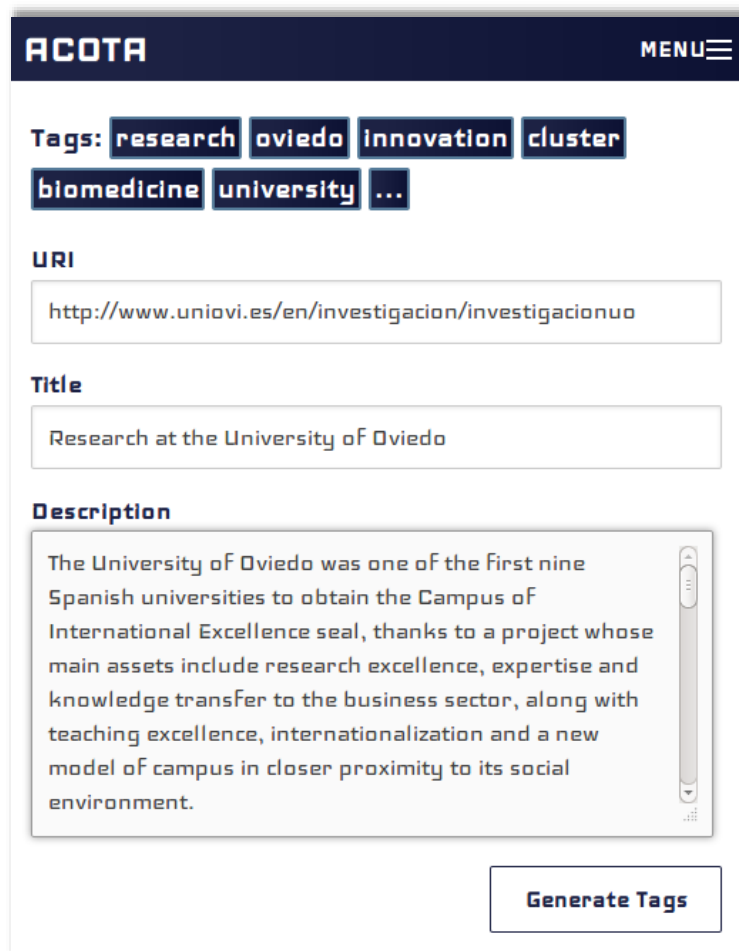 ACOTA MENU
Tags: research oviedo innovation cluster
biomedicine university ...
URI
http://www.uniovi.es/en/investigacion/investigacionuo
Title
Research at the University of Oviedo
Description
The University of Oviedo was one of the first nine
Spanish universities to obtain the Campus of
International Excellence seal, thanks to a project whose
main assets include research excellence, expertise and
knowledge transfer to the business sector, along with
teaching excellence, internationalization and a new
model of campus in closer proximity to its social
environment.
Generate Tags